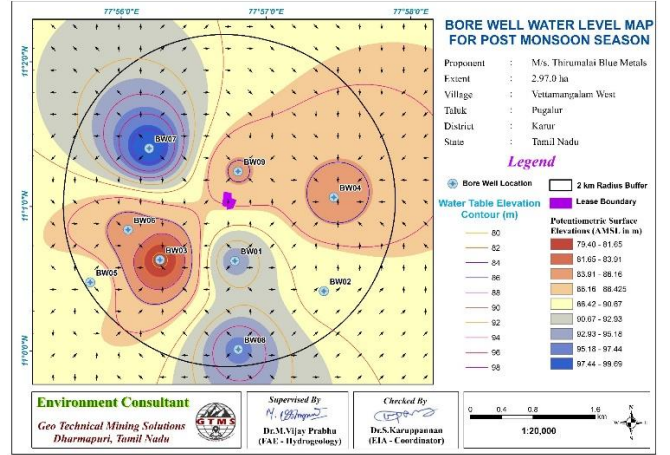 77°56'0"E 77°57'0"E 77°58'0"E
11°2'0"N
11°1'0"N
11°0'0"N
BW07
BW09
BW04
BW06
BW03
BW01
BW05
BW02
BW08
BORE WELL WATER LEVEL MAP
FOR POST MONSOON SEASON
Proponent : M/s. Thirumalai Blue Metals
Extent : 2.97.0 ha
Village : Vettamangalam West
Taluk : Pugalur
District : Karur
State : Tamil Nadu
Legend
Bore Well Location
2 km Radius Buffer
Lease Boundary
Water Table Elevation
Contour (m)
80
82
84
86
88
90
92
94
96
98
Potentiometric Surface
Elevations (AMSL in m)
79.40 - 81.65
81.65 - 83.91
83.91 - 86.16
86.16 - 88.425
88.42 - 90.67
90.67 - 92.93
92.93 - 95.18
95.18 - 97.44
97.44 - 99.69
Environment Consultant
Geo Technical Mining Solutions
Dharmapuri, Tamil Nadu
GTMS
Supervised By
Dr.M.Vijay Prabhu
(FAE - Hydrogeology)
Checked By
Dr.S.Karuppannan
(EIA - Coordinator)
0 0.4 0.8 1.6
km
1:20,000